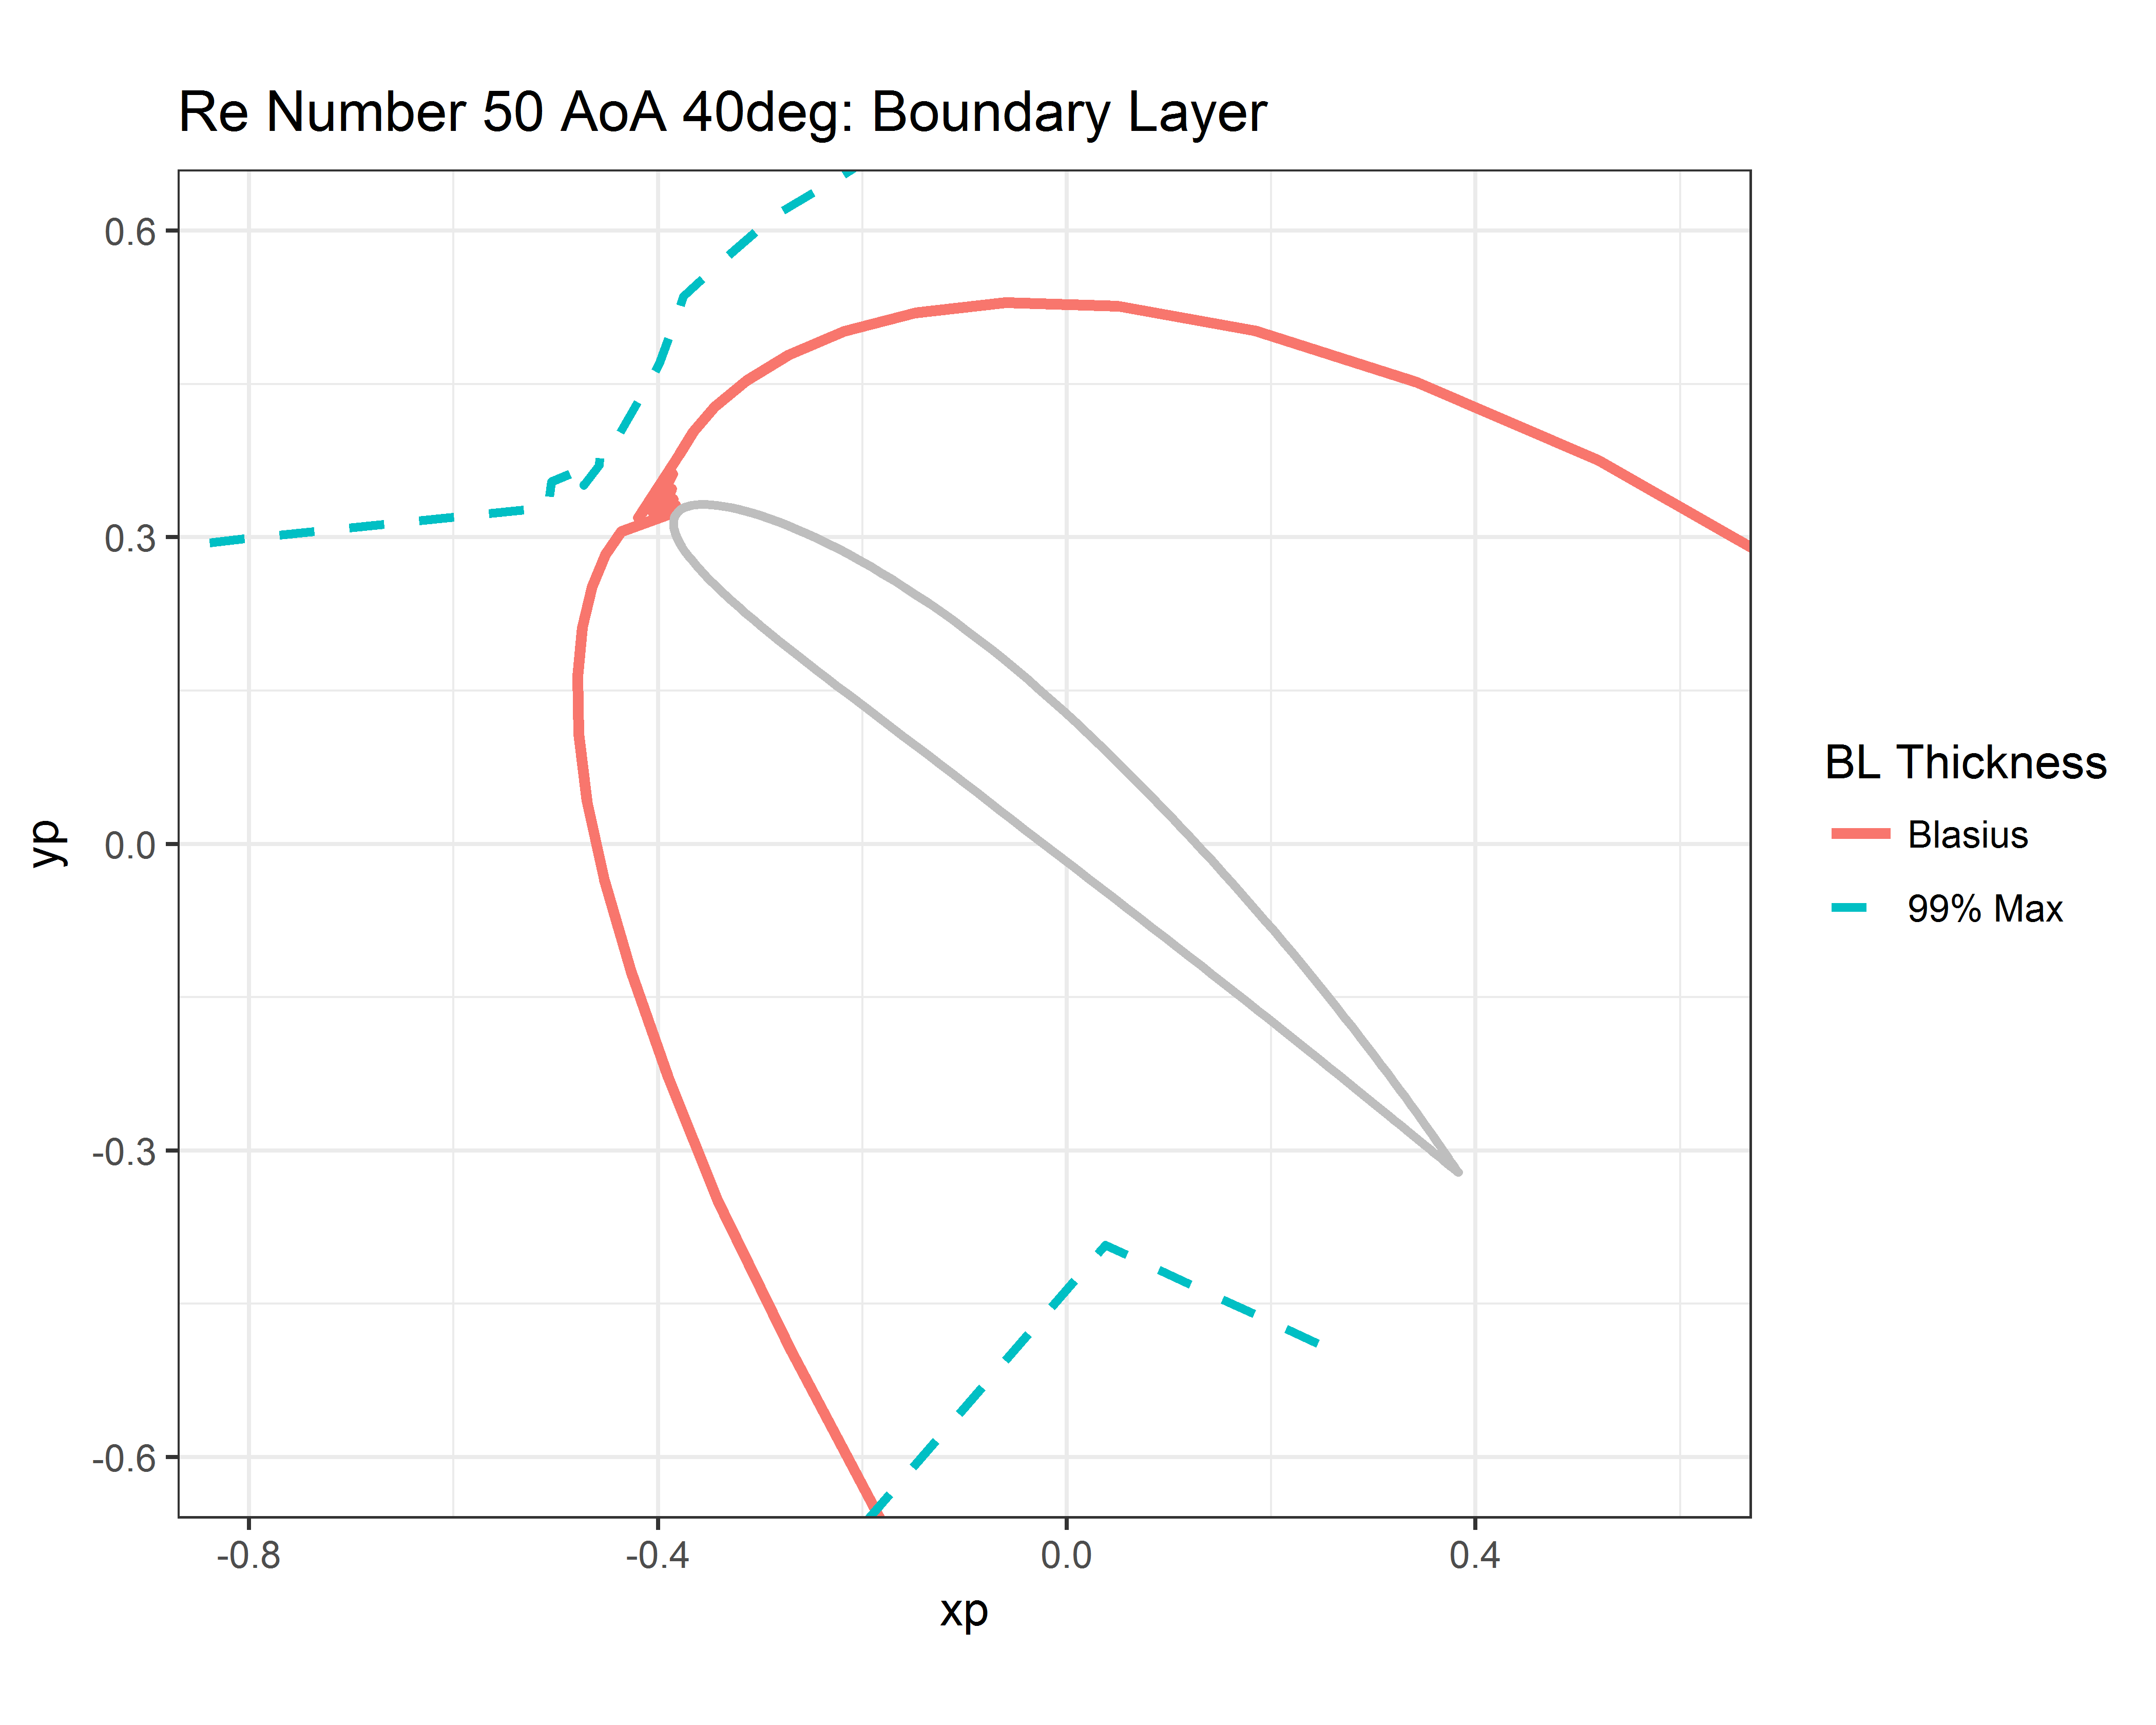 Re Number 50 AoA 40deg: Boundary Layer
yp
0.6
0.3
0.0
-0.3
-0.6
-0.8
-0.4
0.0
0.4
xp
BL Thickness
Blasius
99% Max